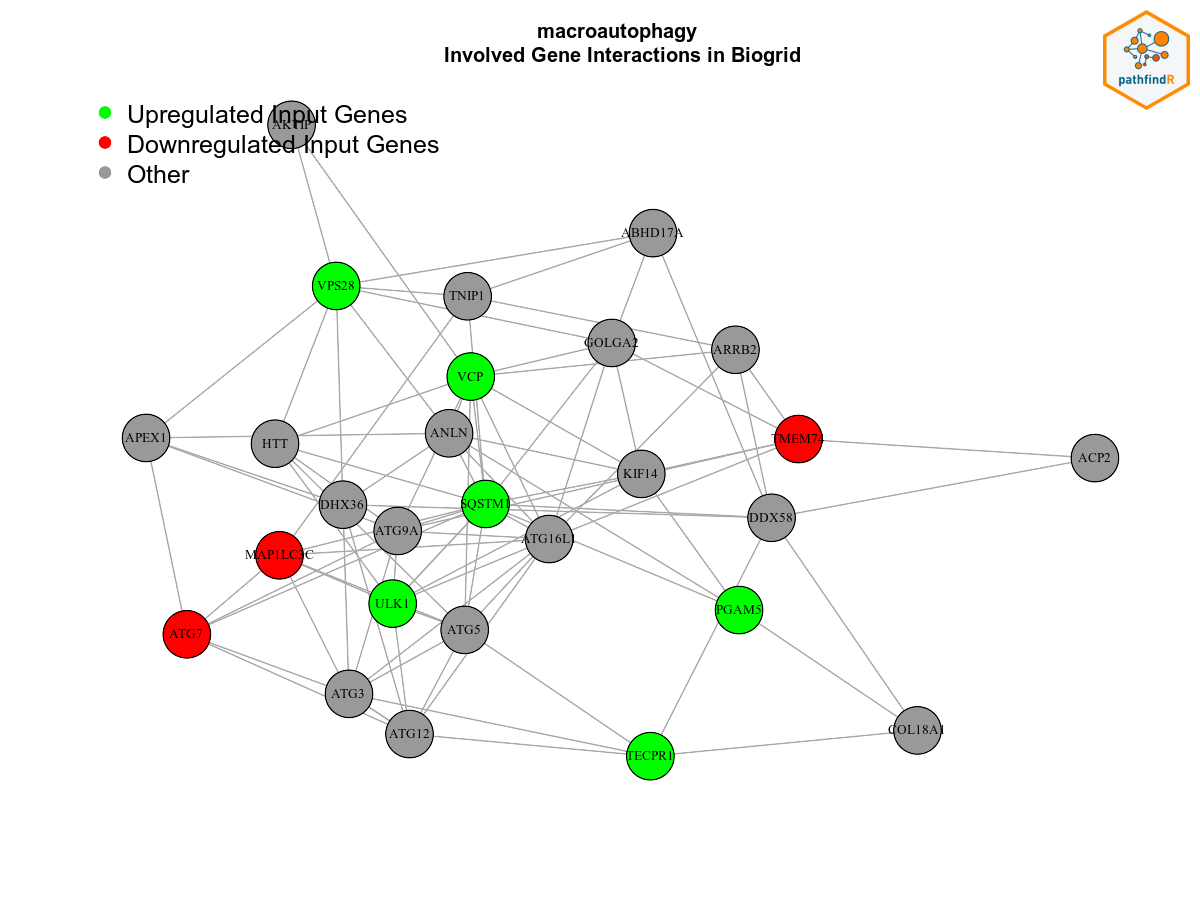 macroautophagy
Involved Gene Interactions in Biogrid
pathfindR
Upregulated Input Genes
Downregulated Input Genes
Other
AKTIP
ABHD17A
VPS28
TNIP1
GOLGA2
ARRB2
VCP
APEX1
HTT
ANLN
TMEM74
ACP2
KIF14
DHX36
SQSTM1
DDX58
ATG9A
ATG16L1
MAP1LC3C
ULK1
PGAM5
ATG7
ATG5
ATG3
ATG12
COL18A1
TECPR1